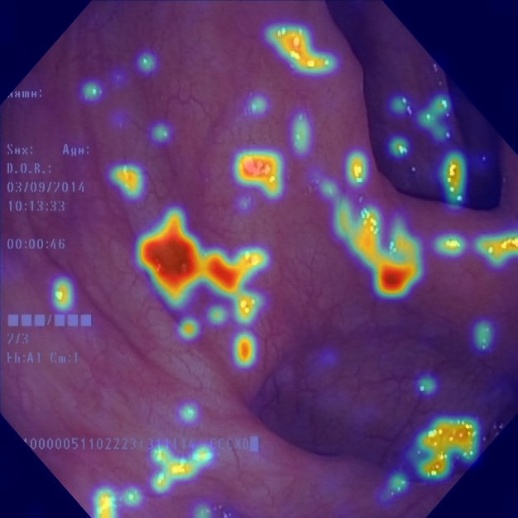 Name:
Sex: Age:
D.O.B.:
03/09/2014
10:13:33
00:00:46
■■■/■■■
2/3
Eh:A1 Cm:1